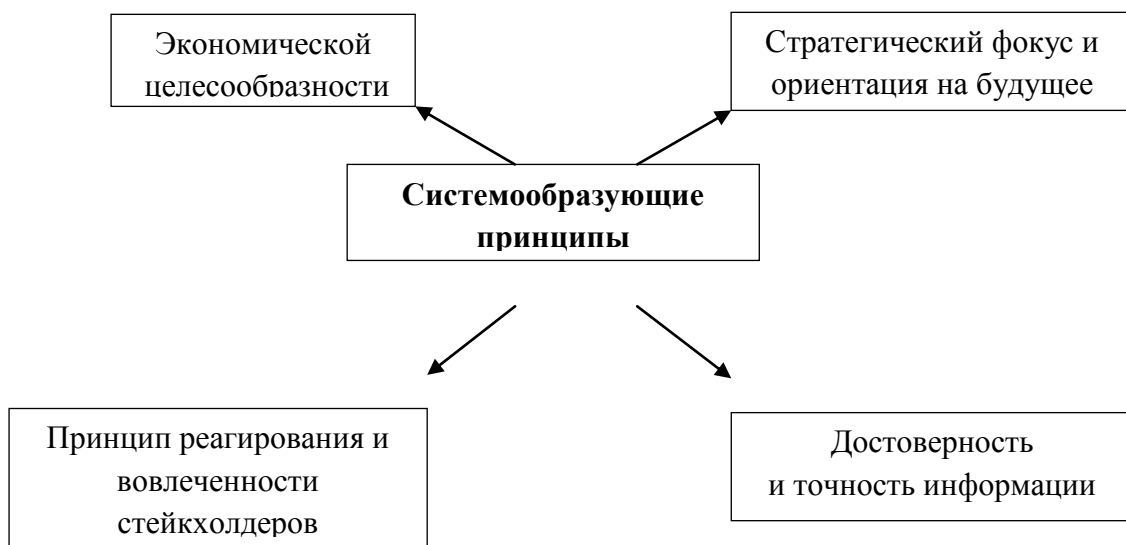 Экономической
целесообразности
Стратегический фокус и
ориентация на будущее
Системообразующие
принципы
Принцип реагирования и
вовлеченности
стейкхолдеров
Достоверность
и точность информации